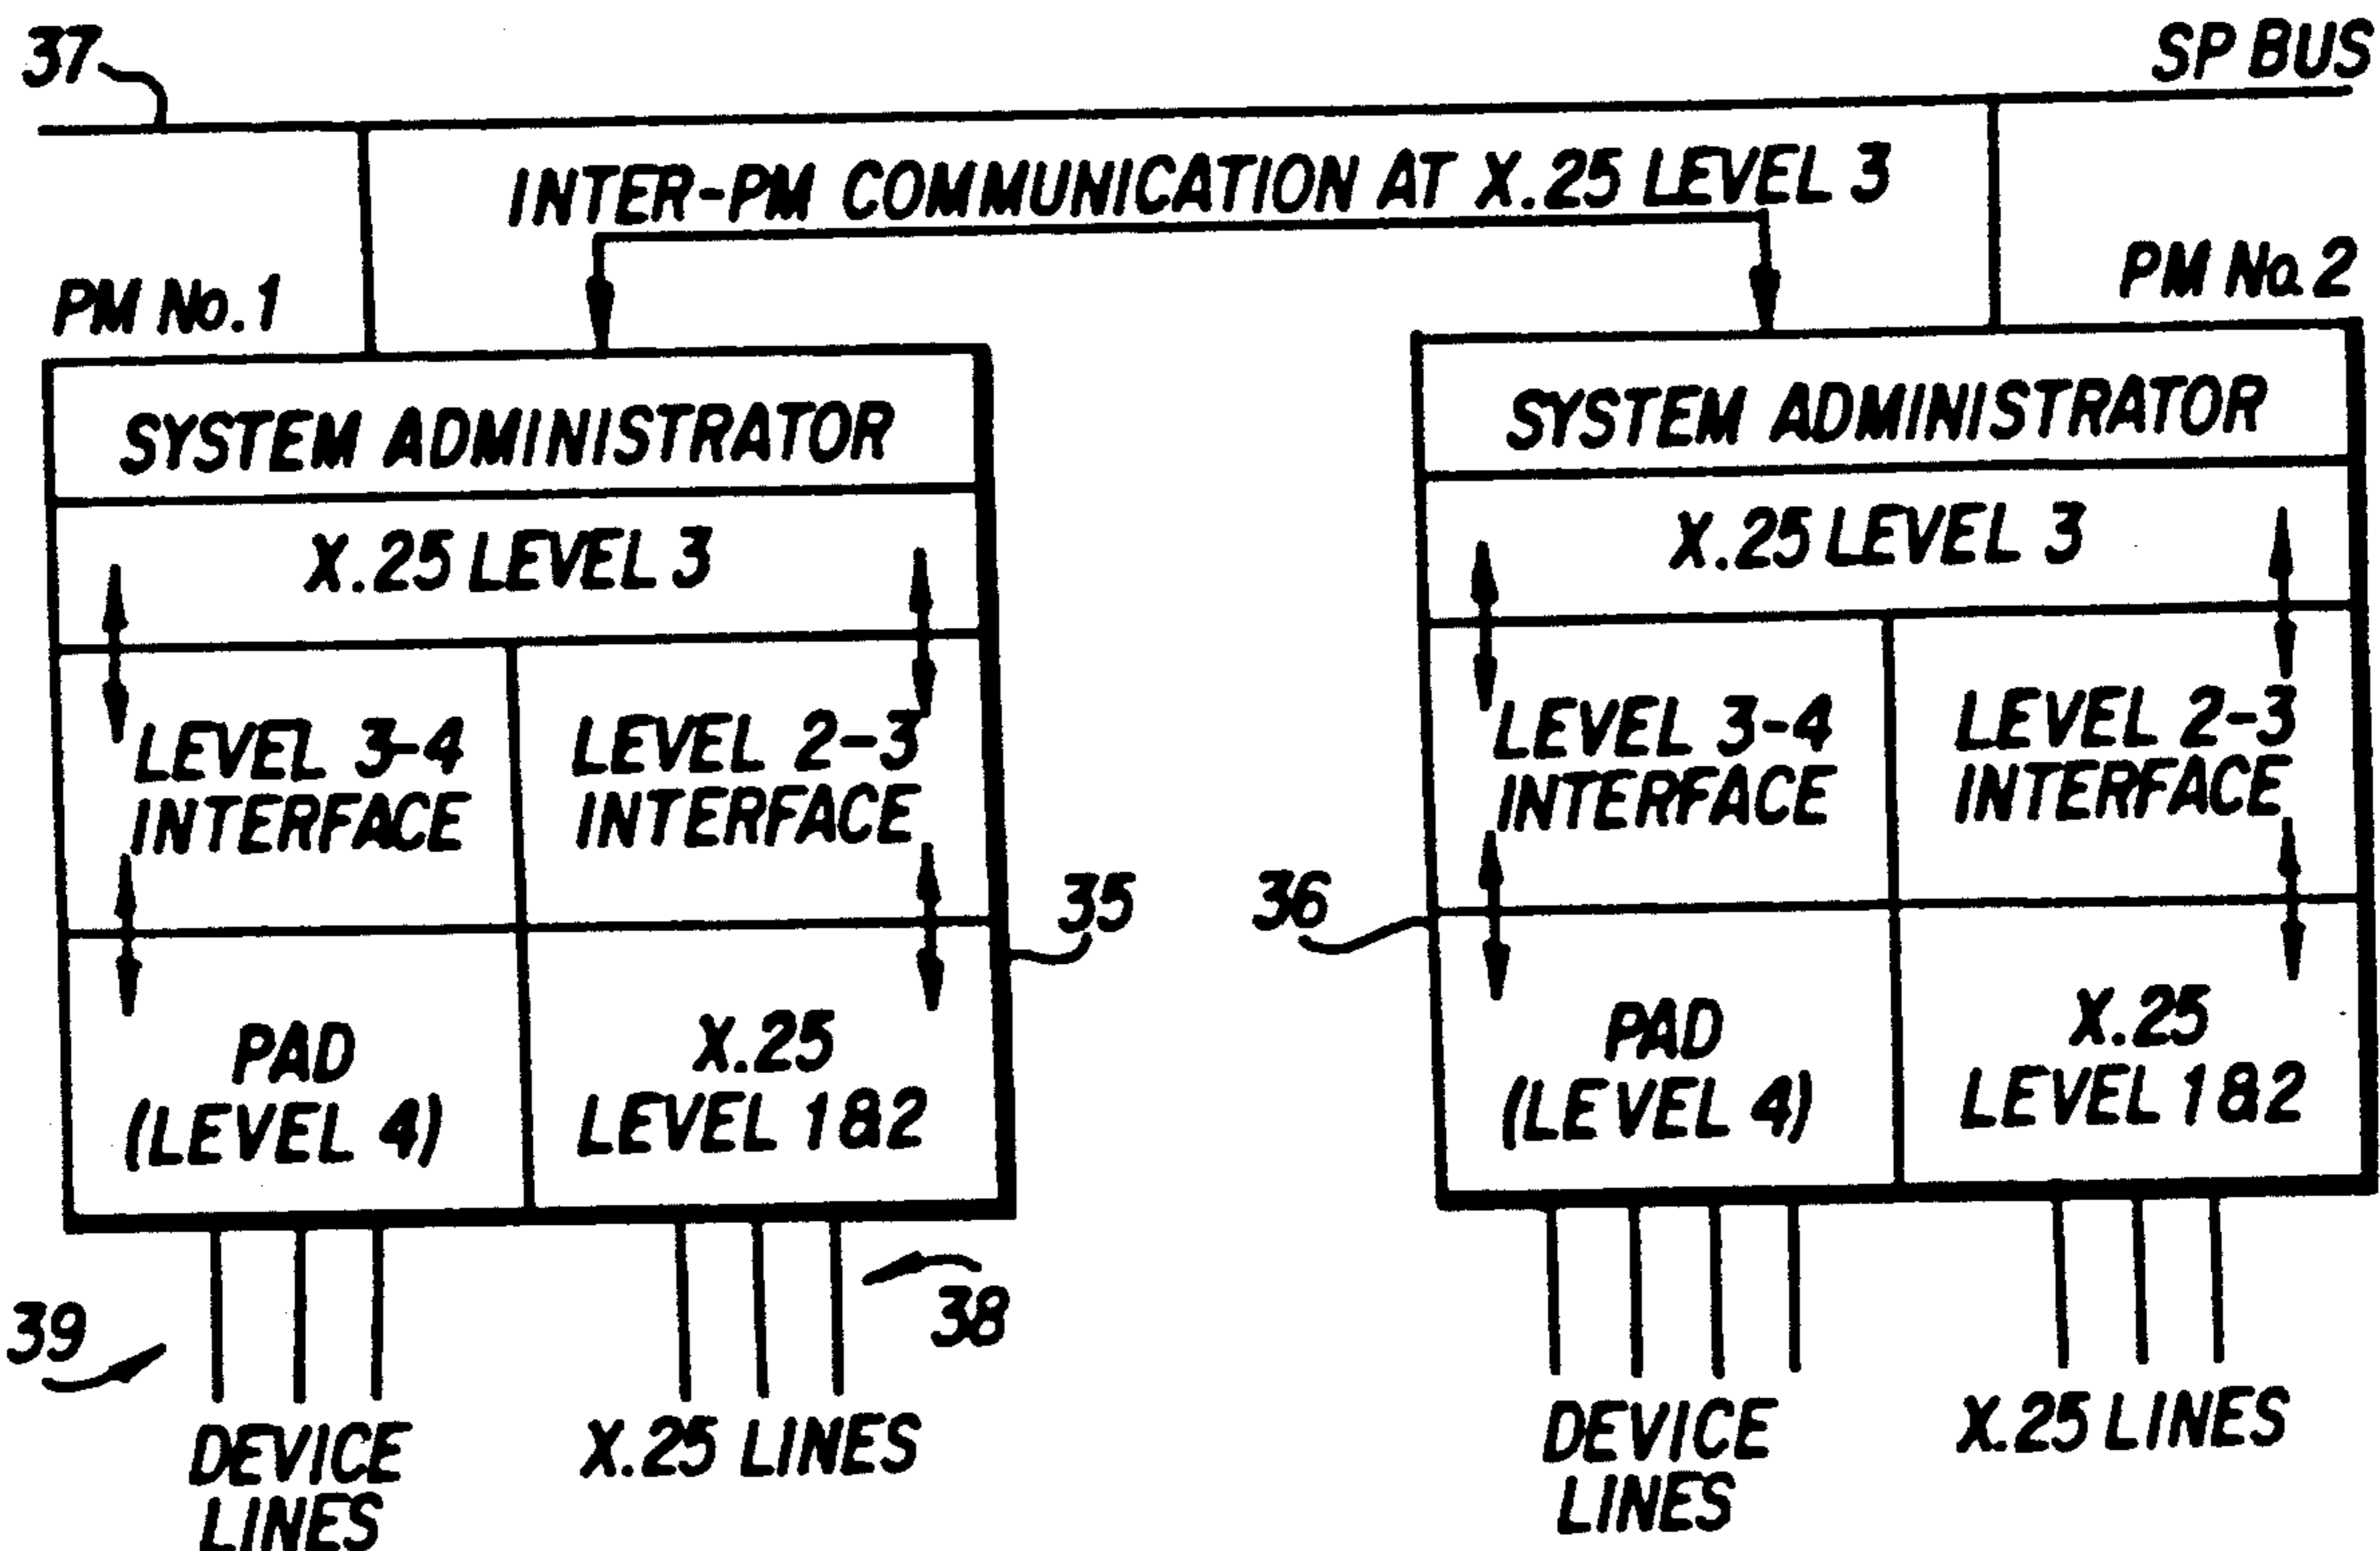 37
SP BUS
INTER-PM COMMUNICATION AT X.25 LEVEL 3
PM No. 1
PM No. 2
SYSTEM ADMINISTRATOR
X.25 LEVEL 3
LEVEL 3-4
INTERFACE
LEVEL 2-3
INTERFACE
PAD
(LEVEL 4)
X.25
LEVEL 1&2
35
39
38
DEVICE
LINES
X.25 LINES
SYSTEM ADMINISTRATOR
X.25 LEVEL 3
LEVEL 3-4
INTERFACE
LEVEL 2-3
INTERFACE
36
PAD
(LEVEL 4)
X.25
LEVEL 1&2
DEVICE
LINES
X.25 LINES